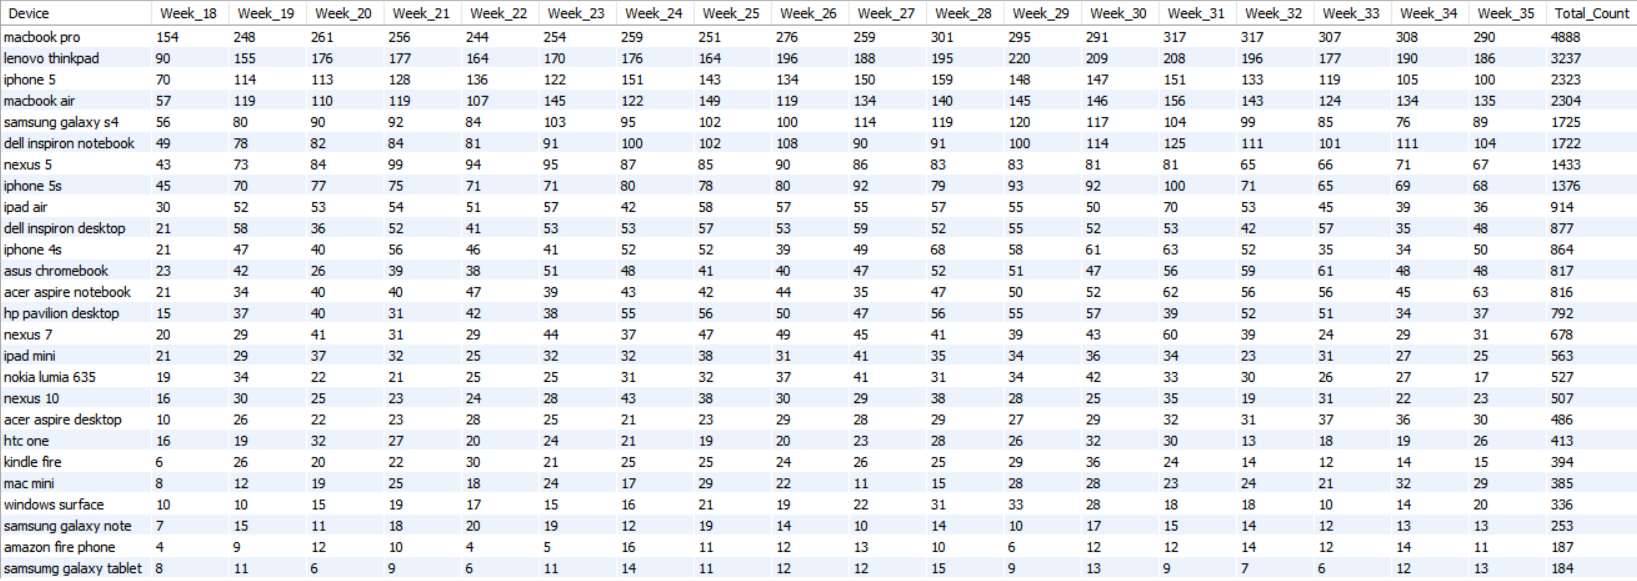 Device Week_18 Week_19 Week_20 Week_21 Week_22 Week_23 Week_24 Week_25 Week_26 Week_27 Week_28 Week_29 Week_30 Week_31 Week_32 Week_33 Week_34 Week_35 Total_Count
macbook pro 154 248 261 256 244 254 259 251 276 259 301 295 291 317 317 307 308 290 4888
lenovo thinkpad 90 155 176 177 164 170 176 164 196 188 195 220 209 208 196 177 190 186 3237
iphone 5 70 114 113 128 136 122 151 143 134 150 159 148 147 151 133 119 105 100 2323
macbook air 57 119 110 119 107 145 122 149 119 134 140 145 146 156 143 124 134 135 2304
samsung galaxy s4 56 80 90 92 84 103 95 102 100 114 119 120 117 104 99 85 76 89 1725
dell inspiron notebook 49 78 82 84 81 91 100 102 108 90 91 100 114 125 111 101 111 104 1722
nexus 5 43 73 84 99 94 95 87 85 90 86 83 83 81 81 65 66 71 67 1433
iphone 5s 45 70 77 75 71 71 80 78 80 92 79 93 92 100 71 65 69 68 1376
ipad air 30 52 53 54 51 57 42 58 57 55 57 55 50 70 53 45 39 36 914
dell inspiron desktop 21 58 36 52 41 53 53 57 53 59 52 55 52 53 42 57 35 48 877
iphone 4s 21 47 40 56 46 41 52 52 39 49 68 58 61 63 52 35 34 50 864
asus chromebook 23 42 26 39 38 51 48 41 40 47 52 51 47 56 59 61 48 48 817
acer aspire notebook 21 34 40 40 47 39 43 42 44 35 47 50 52 62 56 56 45 63 816
hp pavilion desktop 15 37 40 31 42 38 55 56 50 47 56 55 57 39 52 51 34 37 792
nexus 7 20 29 41 31 29 44 37 47 49 45 41 39 43 60 39 24 29 31 678
ipad mini 21 29 37 32 25 32 32 38 31 41 35 34 36 34 23 31 27 25 563
nokia lumia 635 19 34 22 21 25 25 31 32 37 41 31 34 42 33 30 26 27 17 527
nexus 10 16 30 25 23 24 28 43 38 30 29 38 28 25 35 19 31 22 23 507
acer aspire desktop 10 26 22 23 28 25 21 23 29 28 29 27 29 32 31 37 36 30 486
htc one 16 19 32 27 20 24 21 19 20 23 28 26 32 30 13 18 19 26 413
kindle fire 6 26 20 22 30 21 25 25 24 26 25 29 36 24 14 12 14 15 394
mac mini 8 12 19 25 18 24 17 29 22 11 15 28 28 23 24 21 32 29 385
windows surface 10 10 15 19 17 15 16 21 19 22 31 33 28 18 18 10 14 20 336
samsung galaxy note 7 15 11 18 20 19 12 19 14 10 14 10 17 15 14 12 13 13 253
amazon fire phone 4 9 12 10 4 5 16 11 12 13 10 6 12 12 14 12 14 11 187
samsumg galaxy tablet 8 11 6 9 6 11 14 11 12 12 15 9 13 9 7 6 12 13 184